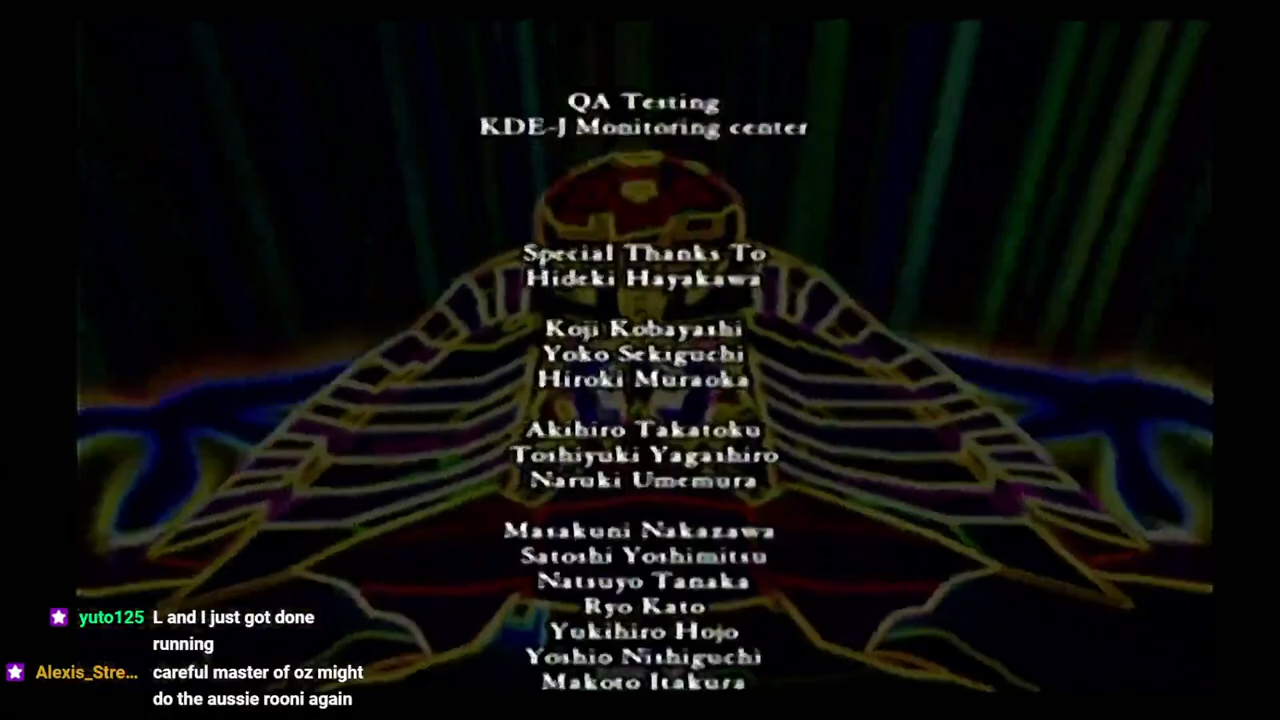 QA Testing
KDE-J Monitoring center
Special Thanks To
Hideki Hayakawa
Koji Kobayashi
Yoko Sekiguchi
Hiroki Muraoka
Akihiro Takatoku
Toshiyuki Yagashiro
Naruki Umemura
Masakuni Nakazawa
Satoshi Yoshimitsu
Natsuyo Tanaka
Ryo Kato
Yukihiro Hojo
Yoshio Nishiguchi
Makoto Itakura
yuto125 L and I just got done
running
Alexis_Stre... careful master of oz might
do the aussie rooni again